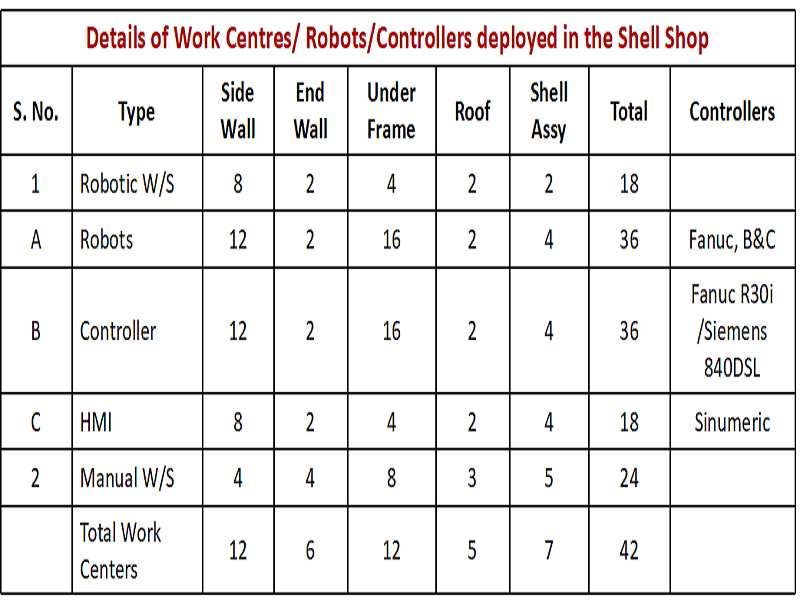 Details of Work Centres/ Robots/Controllers deployed in the Shell Shop
S. No. Type Side Wall End Wall Under Frame Roof Shell Assy Total Controllers
1 Robotic W/S 8 2 4 2 2 18
A Robots 12 2 16 2 4 36 Fanuc, B&C
B Controller 12 2 16 2 4 36 Fanuc R30i /Siemens 840DSL
C HMI 8 2 4 2 4 18 Sinumeric
2 Manual W/S 4 4 8 3 5 24
Total Work Centers 12 6 12 5 7 42